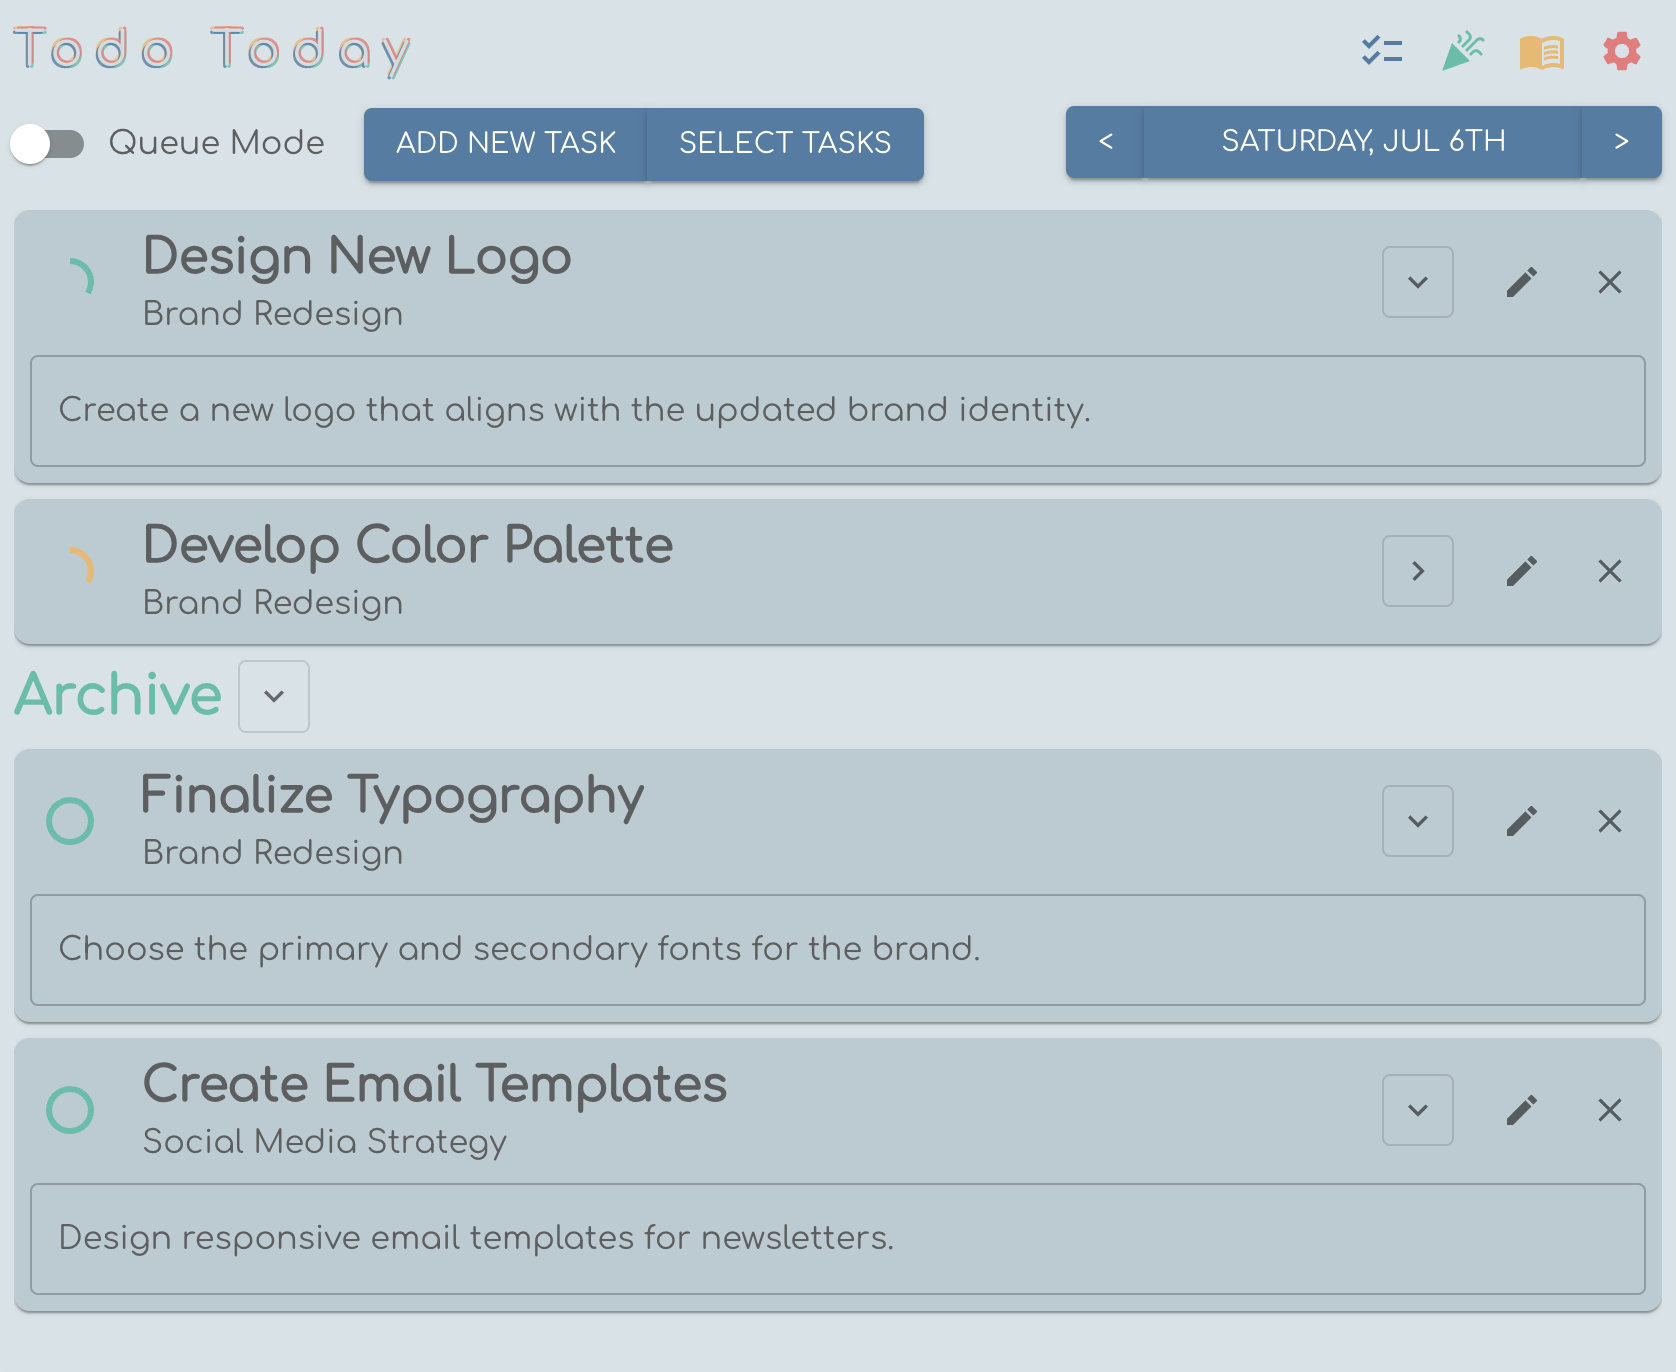 Todo Today
Queue Mode
ADD NEW TASK
SELECT TASKS
<
SATURDAY, JUL 6TH
>
Design New Logo
Brand Redesign
Create a new logo that aligns with the updated brand identity.
Develop Color Palette
Brand Redesign
Archive
Finalize Typography
Brand Redesign
Choose the primary and secondary fonts for the brand.
Create Email Templates
Social Media Strategy
Design responsive email templates for newsletters.